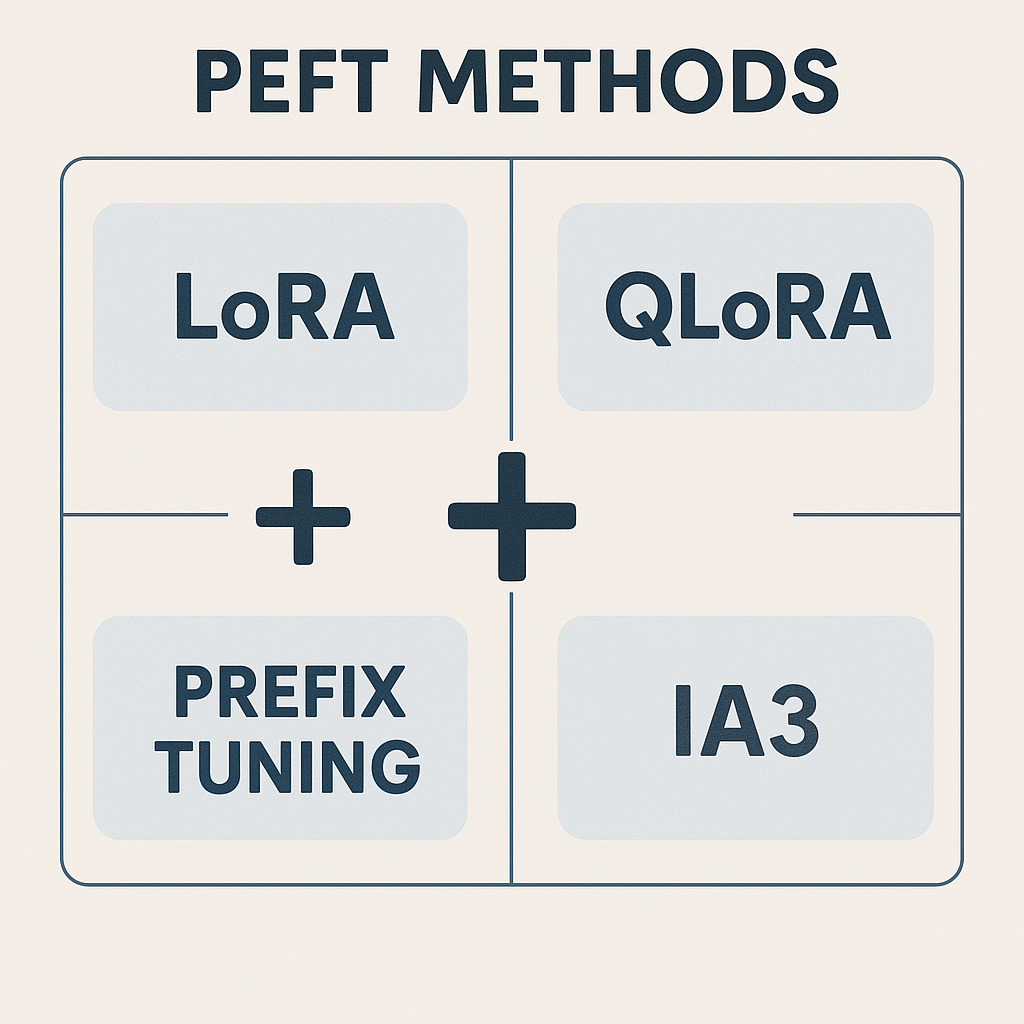 PEFT METHODS
LoRA
QLoRA
+
+
PREFIX
TUNING
IA3